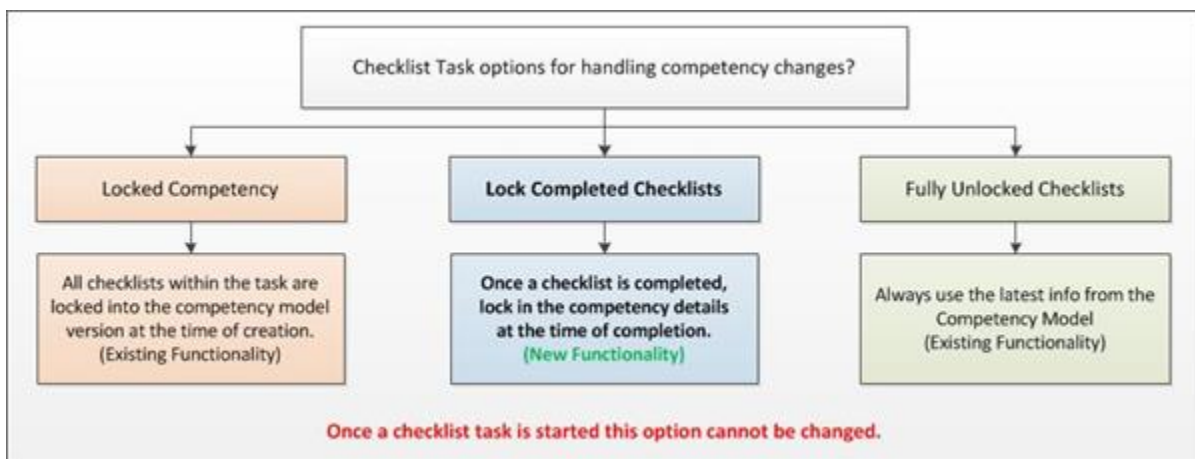 Checklist Task options for handling competency changes?
Locked Competency
Lock Completed Checklists
Fully Unlocked Checklists
All checklists within the task are
locked into the competency model
version at the time of creation.
(Existing Functionality)
Once a checklist is completed,
lock in the competency details
at the time of completion.
(New Functionality)
Always use the latest info from the
Competency Model
(Existing Functionality)
Once a checklist task is started this option cannot be changed.